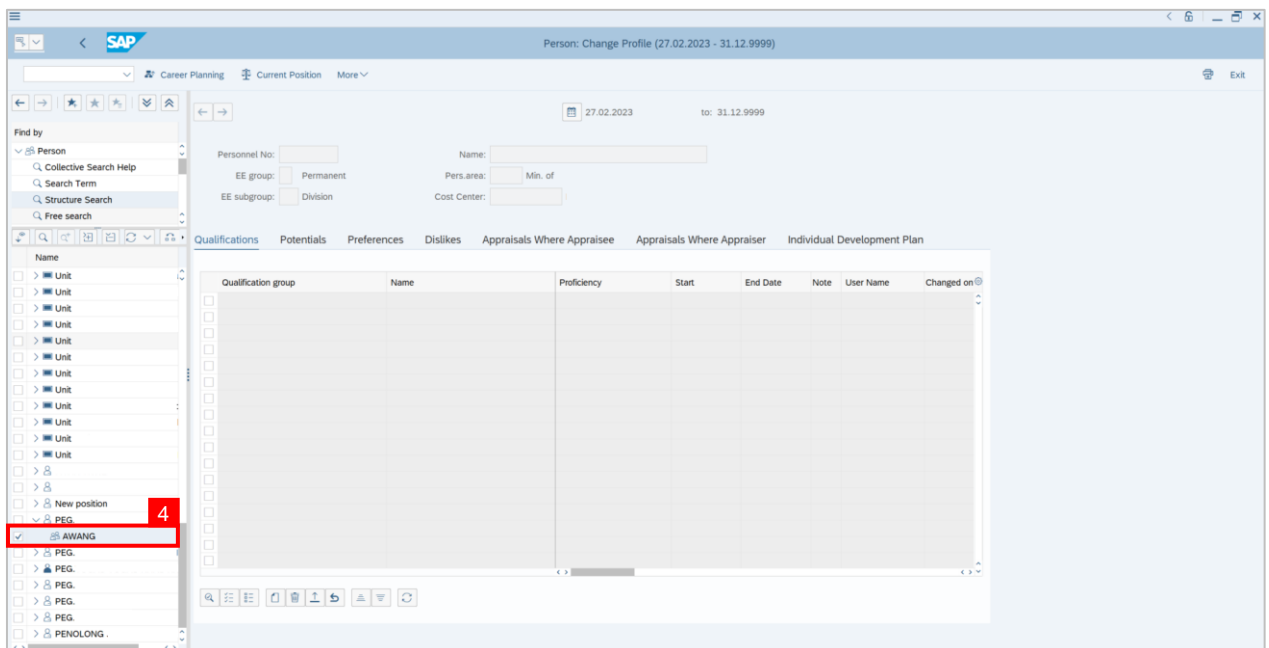 SAP
Person: Change Profile (27.02.2023 - 31.12.9999)
Career Planning Current Position More Exit
27.02.2023 to: 31.12.9999
Find by
Person
Collective Search Help
Search Term
Structure Search
Free search
Personnel No: Name:
EE group: Permanent Pers.area: Min. of
EE subgroup: Division Cost Center:
Qualifications Potentials Preferences Dislikes Appraisals Where Appraisee Appraisals Where Appraiser Individual Development Plan
Name
Qualification group Name Proficiency Start End Date Note User Name Changed on
Unit
Unit
Unit
Unit
Unit
Unit
Unit
Unit
Unit
Unit
Unit
Unit
New position
4
PEG.
AWANG
PEG.
PEG.
PEG.
PEG.
PEG.
PENOLONG .